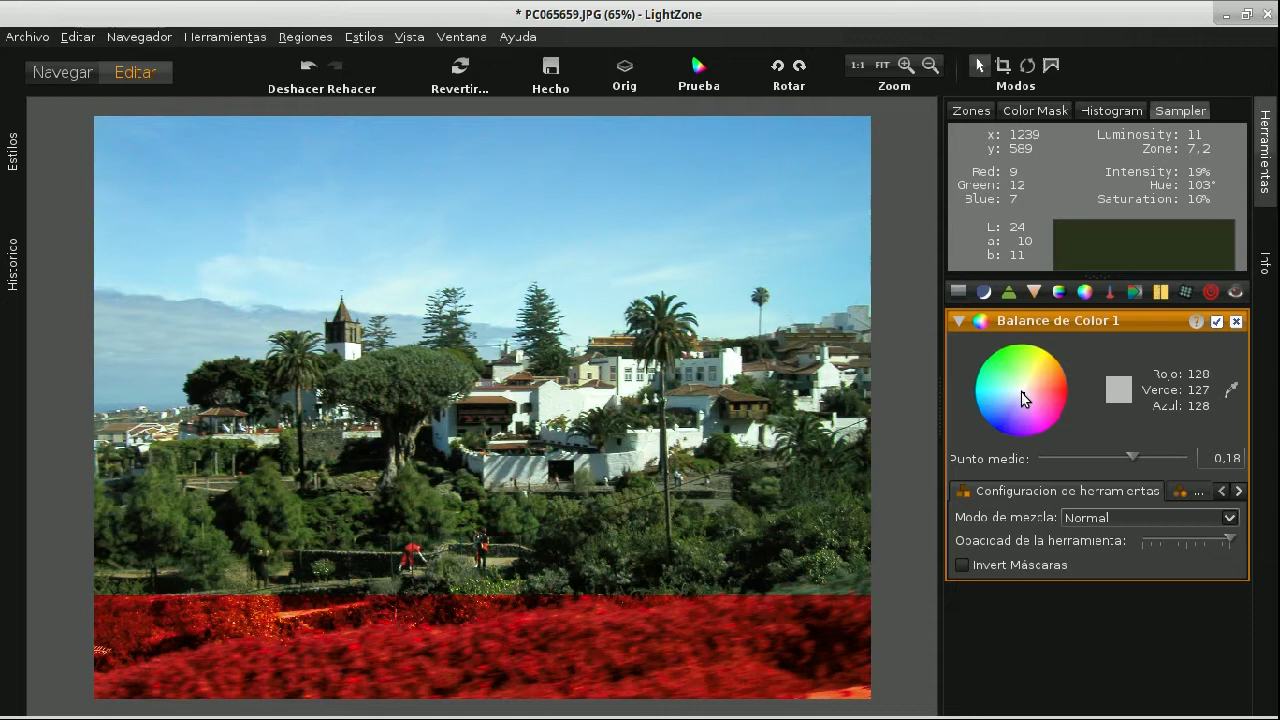 * PC065659.JPG (65%) - LightZone
Archivo Editar Navegador Herramientas Regiones Estilos Vista Ventana Ayuda
Navegar Editar
Deshacer Rehacer Revertir... Hecho Orig Prueba Rotar 1:1 FIT Zoom Modos
Estilos
Historico
Zones Color Mask Histogram Sampler
x: 1239 Luminosity: 11
y: 589 Zone: 7,2
Red: 9 Intensity: 19%
Green: 12 Hue: 103°
Blue: 7 Saturation: 16%
L: 24
a: 10
b: 11
Herramientas
Info
Balance de Color 1 ?
Rojo: 128
Verde: 127
Azul: 128
Punto medio: 0,18
Configuracion de herramientas ...
Modo de mezcla: Normal
Opacidad de la herramienta:
Invert Máscaras